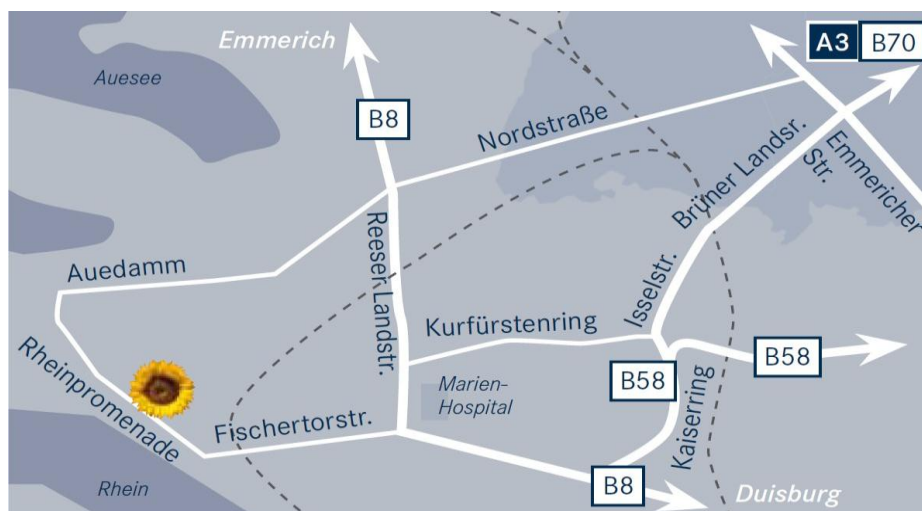 Emmerich
A3
B70
Auesee
B8
Nordstraße
Brüner Landsr.
Emmericher
Str.
Reeser Landstr.
Auedamm
Isselstr.
Kurfürstenring
B58
B58
Rheinpromenade
Marien-
Hospital
Fischertorstr.
Kaiserring
B8
Rhein
Duisburg